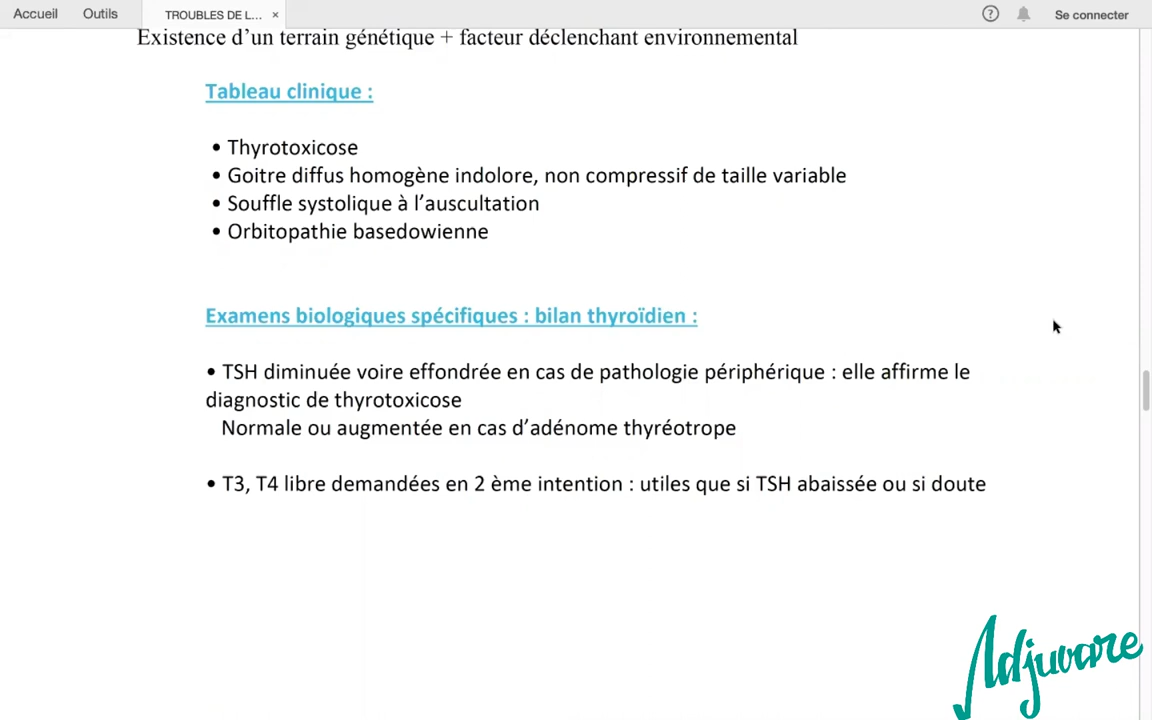 Accueil Outils TROUBLES DE L... × ? Se connecter
Existence d’un terrain génétique + facteur déclenchant environnemental
Tableau clinique :
• Thyrotoxicose
• Goitre diffus homogène indolore, non compressif de taille variable
• Souffle systolique à l’auscultation
• Orbitopathie basedowienne
Examens biologiques spécifiques : bilan thyroïdien :
• TSH diminuée voire effondrée en cas de pathologie périphérique : elle affirme le
diagnostic de thyrotoxicose
Normale ou augmentée en cas d’adénome thyréotrope
• T3, T4 libre demandées en 2 ème intention : utiles que si TSH abaissée ou si doute
Adjuvare